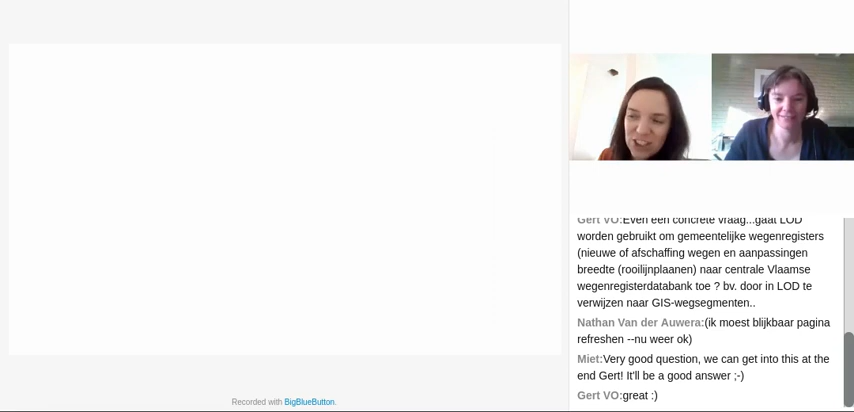 Gert VO:Even een concrete vraag...gaat LOD
worden gebruikt om gemeentelijke wegenregisters
(nieuwe of afschaffing wegen en aanpassingen
breedte (rooilijnplaanen) naar centrale Vlaamse
wegenregisterdatabank toe ? bv. door in LOD te
verwijzen naar GIS-wegsegmenten..
Nathan Van der Auwera:(ik moest blijkbaar pagina
refreshen --nu weer ok)
Miet:Very good question, we can get into this at the
end Gert! It'll be a good answer ;-)
Gert VO:great :)
Recorded with BigBlueButton.